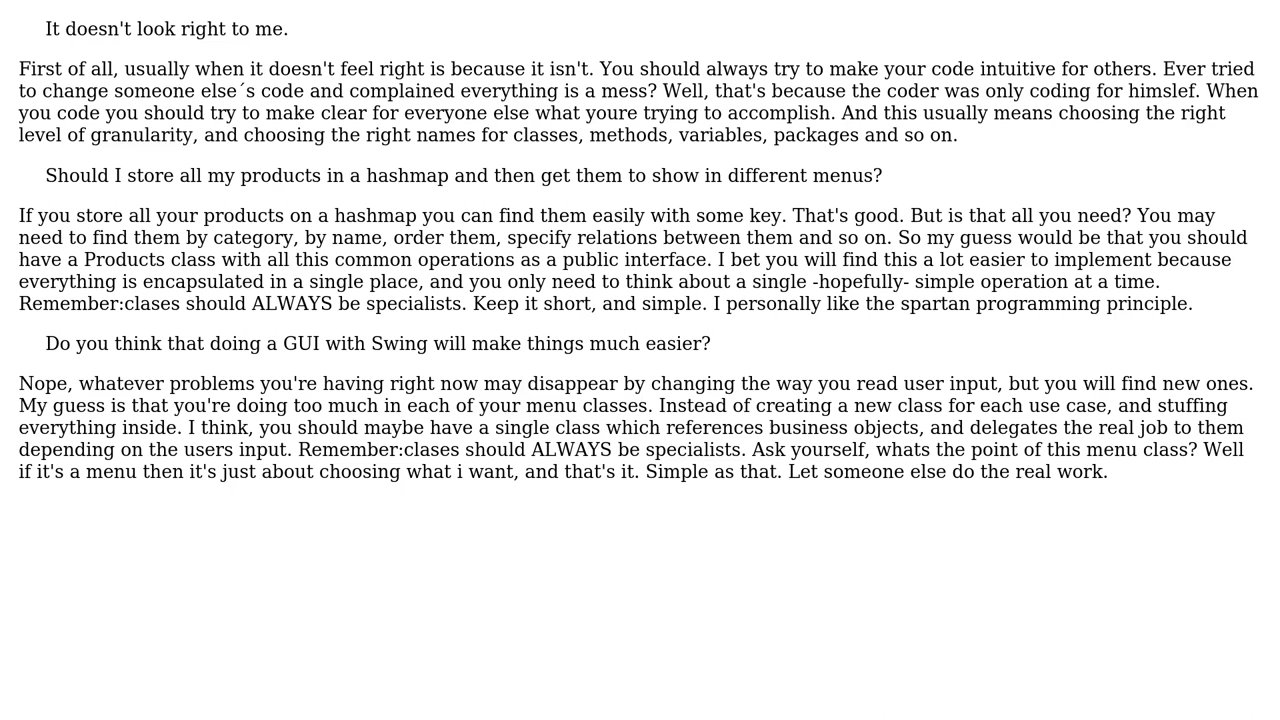 It doesn't look right to me.
First of all, usually when it doesn't feel right is because it isn't. You should always try to make your code intuitive for others. Ever tried
to change someone else´s code and complained everything is a mess? Well, that's because the coder was only coding for himslef. When
you code you should try to make clear for everyone else what youre trying to accomplish. And this usually means choosing the right
level of granularity, and choosing the right names for classes, methods, variables, packages and so on.
Should I store all my products in a hashmap and then get them to show in different menus?
If you store all your products on a hashmap you can find them easily with some key. That's good. But is that all you need? You may
need to find them by category, by name, order them, specify relations between them and so on. So my guess would be that you should
have a Products class with all this common operations as a public interface. I bet you will find this a lot easier to implement because
everything is encapsulated in a single place, and you only need to think about a single -hopefully- simple operation at a time.
Remember:clases should ALWAYS be specialists. Keep it short, and simple. I personally like the spartan programming principle.
Do you think that doing a GUI with Swing will make things much easier?
Nope, whatever problems you're having right now may disappear by changing the way you read user input, but you will find new ones.
My guess is that you're doing too much in each of your menu classes. Instead of creating a new class for each use case, and stuffing
everything inside. I think, you should maybe have a single class which references business objects, and delegates the real job to them
depending on the users input. Remember:clases should ALWAYS be specialists. Ask yourself, whats the point of this menu class? Well
if it's a menu then it's just about choosing what i want, and that's it. Simple as that. Let someone else do the real work.